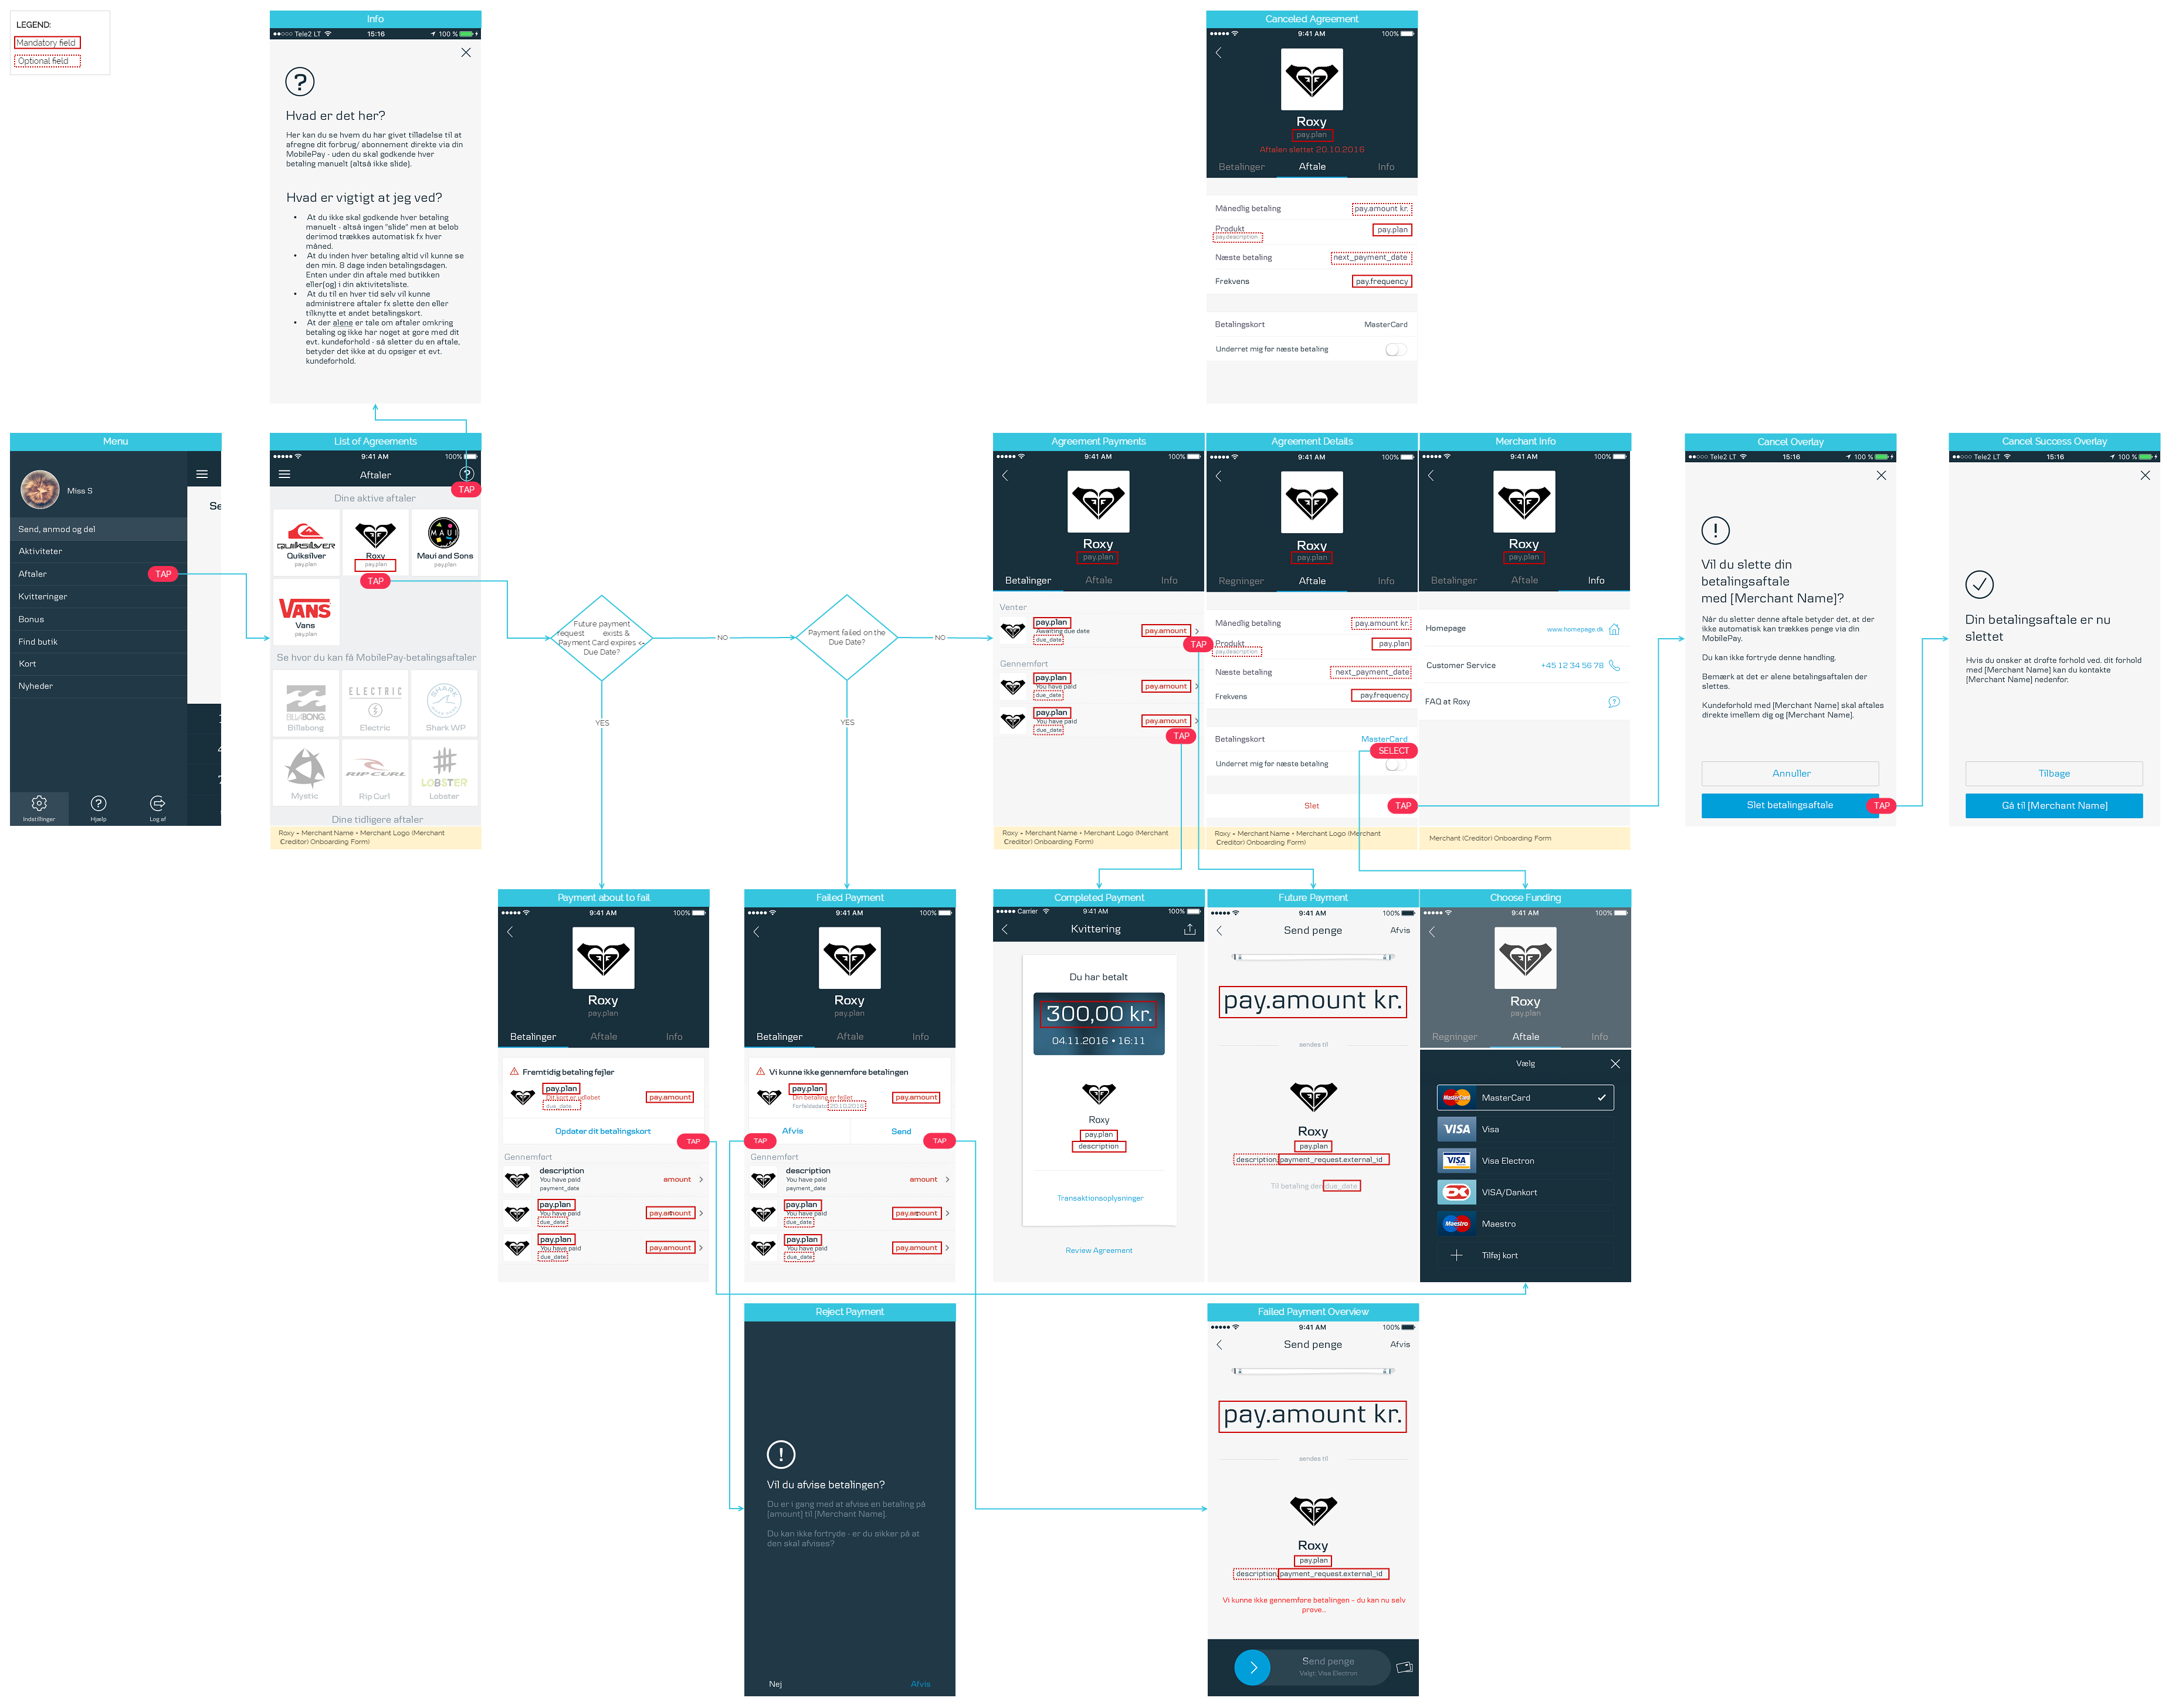 LEGEND:
Mandatory field
Optional field
Info
Tele2 LT 15:16 100 %
Hvad er det her?
Her kan du se hvem du har givet tilladelse til at
afregne dit forbrug/ abonnement direkte via din
MobilePay - uden du skal godkende hver
betaling manuelt (altså ikke slide).
Hvad er vigtigt at jeg ved?
• At du ikke skal godkende hver betaling
manuelt - altså ingen "slide" men at beløb
derimod trækkes automatisk fx hver
måned.
• At du inden hver betaling altid vil kunne se
den min. 8 dage inden betalingsdagen.
Enten under din aftale med butikken
eller(og) i din aktivitetsliste.
• At du til en hver tid selv vil kunne
administrere aftaler fx slette den eller
tilknytte et andet betalingskort.
• At der alene er tale om aftaler omkring
betaling og ikke har noget at gøre med dit
evt. kundeforhold - så sletter du en aftale,
betyder det ikke at du opsiger et evt.
kundeforhold.
Canceled Agreement
9:41 AM 100%
Roxy
pay.plan
Aftalen slettet 20.10.2016
Betalinger Aftale Info
Månedlig betaling pay.amount kr.
Produkt pay.plan
pay.description
Næste betaling next_payment_date
Frekvens pay.frequency
Betalingskort MasterCard
Underret mig før næste betaling
Menu
Miss S
Se
Send, anmod og del
Aktiviteter
Aftaler
TAP
Kvitteringer
Bonus
Find butik
Kort
Nyheder
Indstillinger Hjælp Log af
List of Agreements
9:41 AM 100%
Aftaler
TAP
Dine aktive aftaler
QUIKSILVER MAUI
Quiksilver Roxy Maui and Sons
pay.plan pay.plan pay.plan
TAP
VANS
Vans
pay.plan
Se hvor du kan få MobilePay-betalingsaftaler
BILLABONG ELECTRIC SHARK
Billabong Electric Shark WP
RIP CURL LOBSTER
Mystic Rip Curl Lobster
Dine tidligere aftaler
Roxy = Merchant Name + Merchant Logo (Merchant
(Creditor) Onboarding Form)
Future payment
request exists &
Payment Card expires <=
Due Date?
NO
YES
Payment failed on the
Due Date?
NO
YES
Agreement Payments
9:41 AM 100%
Roxy
pay.plan
Betalinger Aftale Info
Venter
pay.plan
Awaiting due date pay.amount
due_date
TAP
Gennemført
pay.plan
You have paid pay.amount
due_date
pay.plan
You have paid pay.amount
due_date
TAP
Roxy = Merchant Name + Merchant Logo (Merchant
(Creditor) Onboarding Form)
Agreement Details
9:41 AM 100%
Roxy
pay.plan
Regninger Aftale Info
Månedlig betaling pay.amount kr.
Produkt pay.plan
pay.description
Næste betaling next_payment_date
Frekvens pay.frequency
Betalingskort MasterCard
SELECT
Underret mig før næste betaling
Slet
TAP
Roxy = Merchant Name + Merchant Logo (Merchant
(Creditor) Onboarding Form)
Merchant Info
9:41 AM 100%
Roxy
pay.plan
Betalinger Aftale Info
Homepage www.homepage.dk
Customer Service +45 12 34 56 78
FAQ at Roxy
Merchant (Creditor) Onboarding Form
Cancel Overlay
Tele2 LT 15:16 100 %
Vil du slette din
betalingsaftale
med [Merchant Name]?
Når du sletter denne aftale betyder det, at der
ikke automatisk kan trækkes penge via din
MobilePay.
Du kan ikke fortryde denne handling.
Bemærk at det er alene betalingsaftalen der
slettes.
Kundeforhold med [Merchant Name] skal aftales
direkte imellem dig og [Merchant Name].
Annuller
Slet betalingsaftale
TAP
Cancel Success Overlay
Tele2 LT 15:16 100 %
Din betalingsaftale er nu
slettet
Hvis du ønsker at drøfte forhold ved. dit forhold
med [Merchant Name] kan du kontakte
[Merchant Name] nedenfor.
Tilbage
Gå til [Merchant Name]
Payment about to fail
9:41 AM 100%
Roxy
pay.plan
Betalinger Aftale Info
Fremtidig betaling fejler
pay.plan
Dit kort er udløbet pay.amount
due_date
Opdater dit betalingskort
TAP
Gennemført
description
You have paid amount
payment_date
pay.plan
You have paid pay.amount
due_date
pay.plan
You have paid pay.amount
due_date
Failed Payment
9:41 AM 100%
Roxy
pay.plan
Betalinger Aftale Info
Vi kunne ikke gennemføre betalingen
pay.plan
Din betaling er fejlet pay.amount
Forfaldsdato 20.10.2016
TAP Afvis Send TAP
Gennemført
description
You have paid amount
payment_date
pay.plan
You have paid pay.amount
due_date
pay.plan
You have paid pay.amount
due_date
Completed Payment
Carrier 9:41 AM 100%
Kvittering
Du har betalt
300,00 kr.
04.11.2016 • 16:11
Roxy
pay.plan
description
Transaktionsoplysninger
Review Agreement
Future Payment
9:41 AM 100%
Send penge Afvis
pay.amount kr.
sendes til
Roxy
pay.plan
description, payment_request.external_id
Til betaling den due_date
Choose Funding
9:41 AM 100%
Roxy
pay.plan
Regninger Aftale Info
Vælg
MasterCard MasterCard
VISA Visa
VISA Visa Electron
VISA/Dankort
Maestro Maestro
Tilføj kort
Reject Payment
Vil du afvise betalingen?
Du er i gang med at afvise en betaling på
[amount] til [Merchant Name].
Du kan ikke fortryde - er du sikker på at
den skal afvises?
Nej Afvis
Failed Payment Overview
9:41 AM 100%
Send penge Afvis
pay.amount kr.
sendes til
Roxy
pay.plan
description, payment_request.external_id
Vi kunne ikke gennemføre betalingen - du kan nu selv
prøve...
Send penge
Valgt: Visa Electron